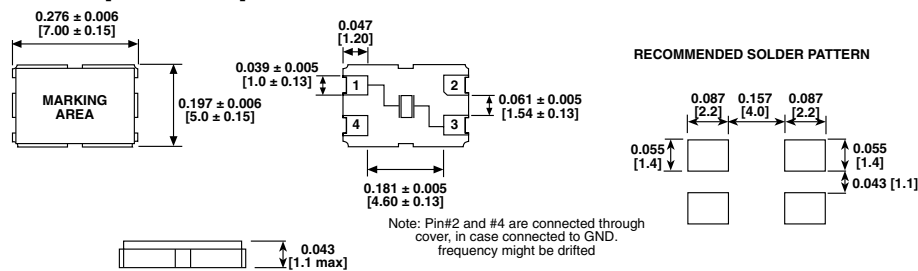 0.276 ± 0.006
[7.00 ± 0.15]
MARKING
AREA
0.197 ± 0.006
[5.0 ± 0.15]
0.043
[1.1 max]
0.047
[1.20]
0.039 ± 0.005
[1.0 ± 0.13]
1
2
4
3
0.061 ± 0.005
[1.54 ± 0.13]
0.181 ± 0.005
[4.60 ± 0.13]
Note: Pin#2 and #4 are connected through
cover, in case connected to GND.
frequency might be drifted
RECOMMENDED SOLDER PATTERN
0.087
[2.2]
0.157
[4.0]
0.087
[2.2]
0.055
[1.4]
0.055
[1.4]
0.043 [1.1]